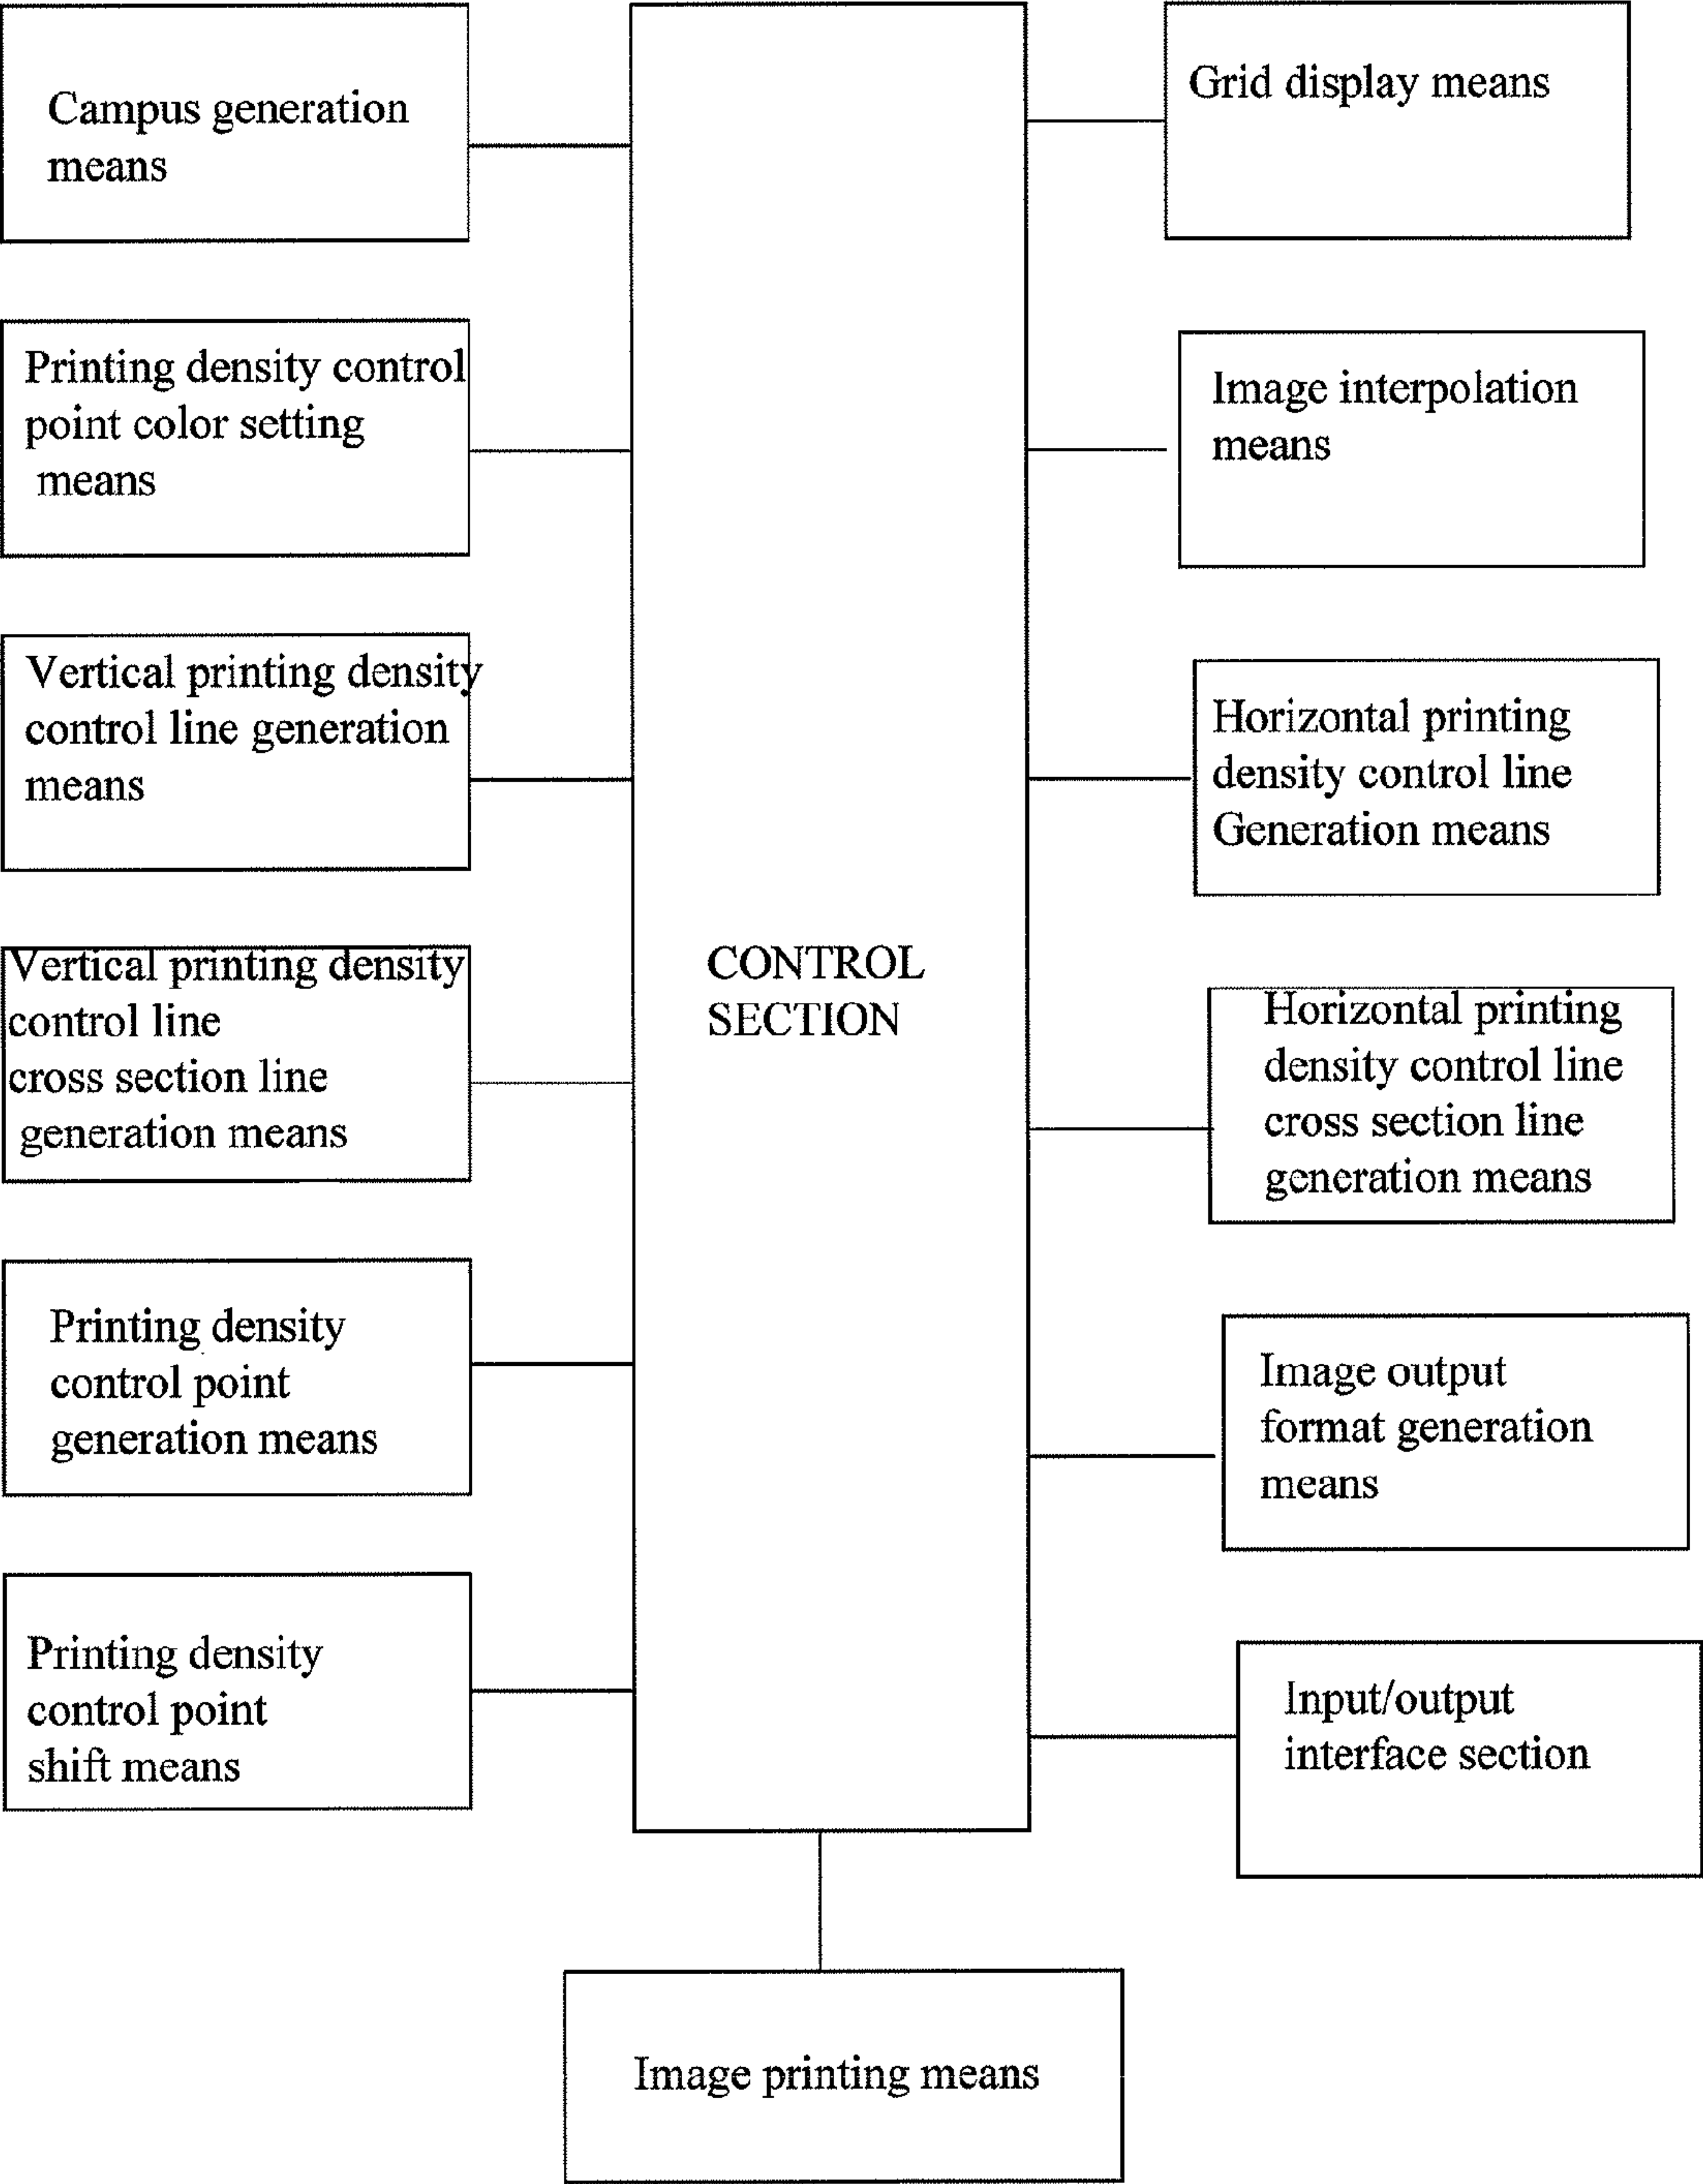 Campus generation
means
Printing density control
point color setting
means
Vertical printing density
control line generation
means
Vertical printing density
control line
cross section line
generation means
Printing density
control point
generation means
Printing density
control point
shift means
CONTROL
SECTION
Grid display means
Image interpolation
means
Horizontal printing
density control line
Generation means
Horizontal printing
density control line
cross section line
generation means
Image output
format generation
means
Input/output
interface section
Image printing means